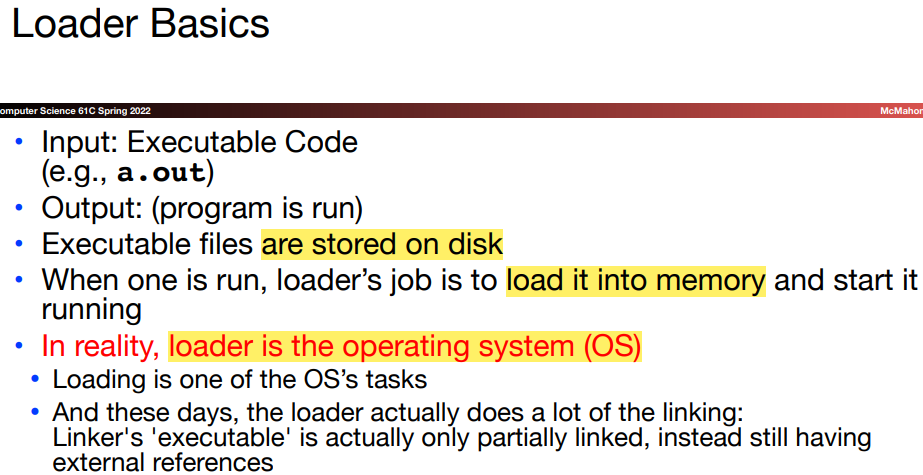 Loader Basics
omputer Science 61C Spring 2022
McMahon
• Input: Executable Code
(e.g., a.out)
• Output: (program is run)
• Executable files are stored on disk
• When one is run, loader's job is to load it into memory and start it
running
• In reality, loader is the operating system (OS)
• Loading is one of the OS's tasks
• And these days, the loader actually does a lot of the linking:
Linker's 'executable' is actually only partially linked, instead still having
external references